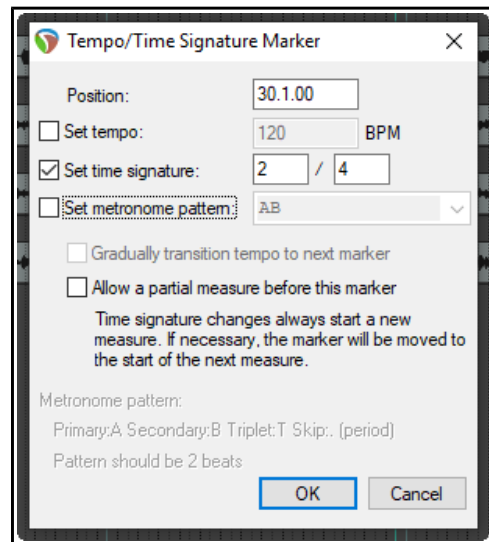 Tempo/Time Signature Marker
Position: 30.1.00
Set tempo: 120 BPM
Set time signature: 2 / 4
Set metronome pattern: AB
Gradually transition tempo to next marker
Allow a partial measure before this marker
Time signature changes always start a new
measure. If necessary, the marker will be moved to
the start of the next measure.
Metronome pattern:
Primary:A Secondary:B Triplet:T Skip:. (period)
Pattern should be 2 beats
OK Cancel